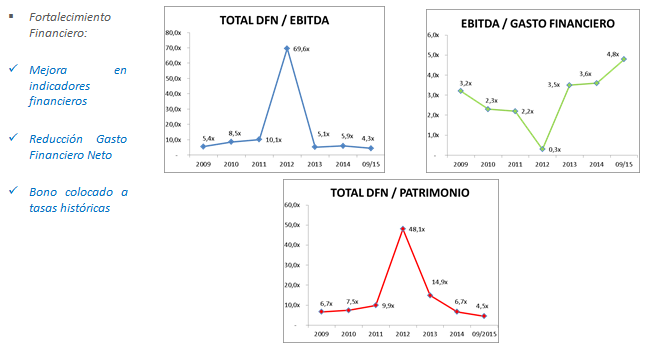 ▪ Fortalecimiento
Financiero:
✓ Mejora en
indicadores
financieros
✓ Reducción Gasto
Financiero Neto
✓ Bono colocado a
tasas históricas
TOTAL DFN / EBITDA
80,0x
70,0x
60,0x
50,0x
40,0x
30,0x
20,0x
10,0x
-
5,4x
8,5x
10,1x
69,6x
5,1x
5,9x
4,3x
2009 2010 2011 2012 2013 2014 09/15
EBITDA / GASTO FINANCIERO
6,0x
5,0x
4,0x
3,0x
2,0x
1,0x
-
3,2x
2,3x
2,2x
0,3x
3,5x
3,6x
4,8x
2009 2010 2011 2012 2013 2014 09/15
TOTAL DFN / PATRIMONIO
60,0x
50,0x
40,0x
30,0x
20,0x
10,0x
-
6,7x
7,5x
9,9x
48,1x
14,9x
6,7x
4,5x
2009 2010 2011 2012 2013 2014 09/2015